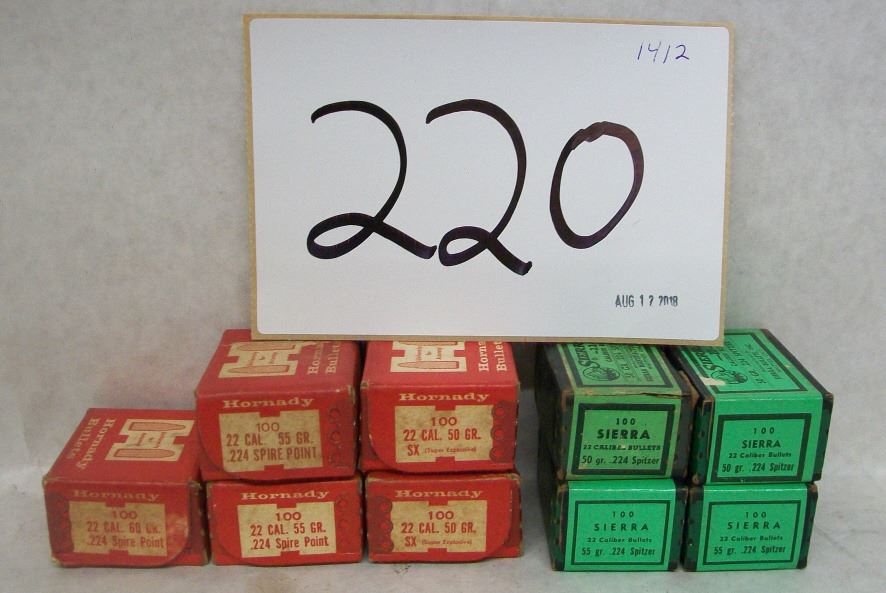 1412
220
AUG 12 2018
Hornady
Bullets
Hornady
100
22 CAL. 60 GR.
.224 Spire Point
Hornady
Bullets
Hornady
100
22 CAL. 55 GR.
.224 SPIRE POINT
Hornady
100
22 CAL. 55 GR.
.224 Spire Point
Hornady
Bullets
Hornady
100
22 CAL. 50 GR.
SX (Super Explosive)
Hornady
100
22 CAL. 50 GR.
SX (Super Explosive)
SIERRA
100
SIERRA
22 CALIBER BULLETS
50 gr. .224 Spitzer
100
SIERRA
22 Caliber Bullets
55 gr. .224 Spitzer
SIERRA
100
SIERRA
22 Caliber Bullets
50 gr. .224 Spitzer
100
SIERRA
22 Caliber Bullets
55 gr. .224 Spitzer